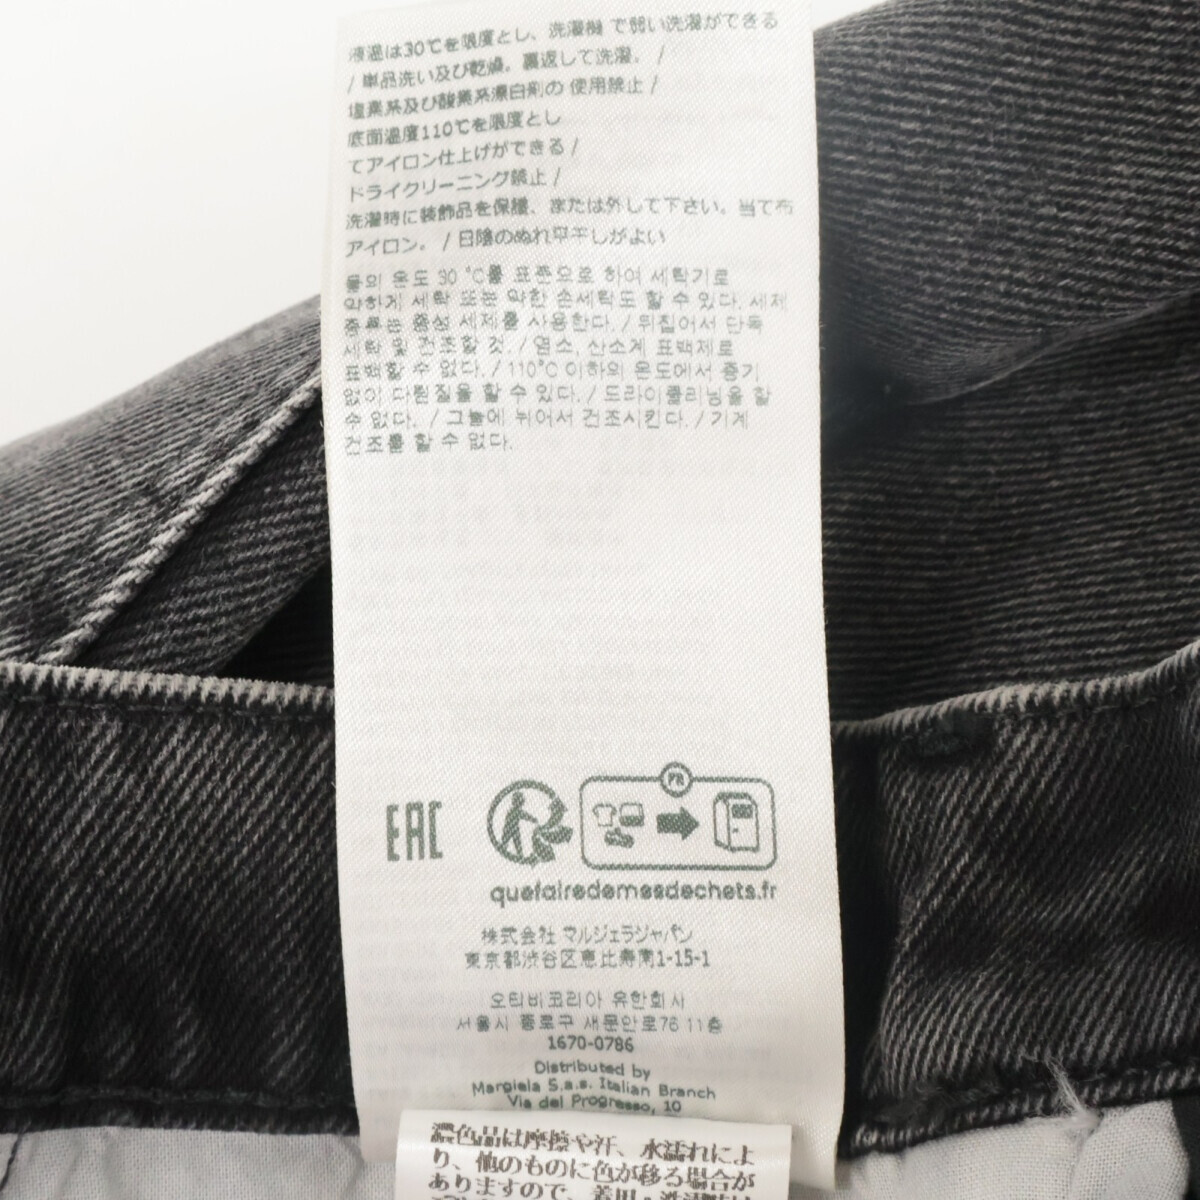 液温は30℃を限度とし、洗濯機 で弱い洗濯ができる
/ 単品洗い及び乾燥。裏返して洗濯。 /
塩素系及び酸素系漂白剤の 使用禁止 /
底面温度110℃を限度とし
てアイロン仕上げができる /
ドライクリーニング禁止 /
洗濯時に装飾品を保護、または外して下さい。当て布
アイロン。 / 日陰のぬれ平干しがよい
물의 온도 30 °C를 표준으로 하여 세탁기로
약하게 세탁 또는 약한 손세탁도 할 수 있다. 세제
종류는 중성 세제를 사용한다. / 뒤집어서 단독
세탁 및 건조할 것. / 염소, 산소계 표백제로
표백할 수 없다. / 110°C 이하의 온도에서 증기
없이 다림질을 할 수 있다. / 드라이클리닝을 할
수 없다. / 그늘에 뉘어서 건조시킨다. / 기계
건조를 할 수 없다.
EAC
FR
quefairedemesdechets.fr
株式会社 マルジェラジャパン
東京都渋谷区恵比寿南1-15-1
오티비코리아 유한회사
서울시 종로구 새문안로76 11층
1670-0786
Distributed by
Margiela S.a.s. Italian Branch
Via del Progresso, 10
濃色品は摩擦や汗、水濡れによ
り、他のものに色が移る場合が
ありますので、着用・洗濯時は